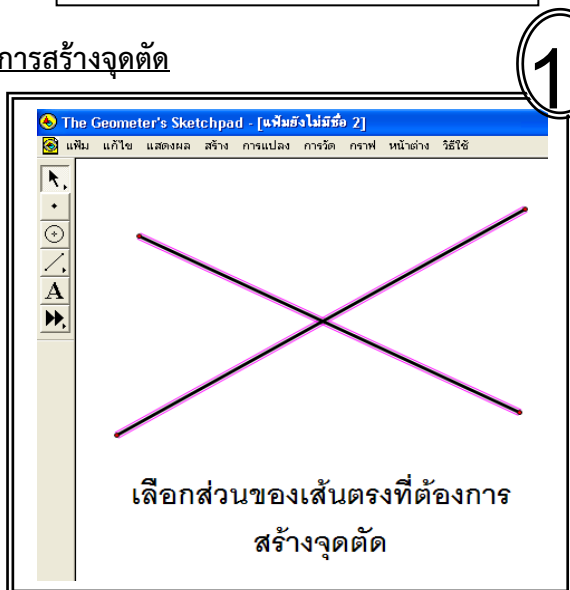 การสร้างจุดตัด
1
The Geometer's Sketchpad - [แฟ้มยังไม่มีชื่อ 2]
แฟ้ม แก้ไข แสดงผล สร้าง การแปลง การวัด กราฟ หน้าต่าง วิธีใช้
A
เลือกส่วนของเส้นตรงที่ต้องการ
สร้างจุดตัด